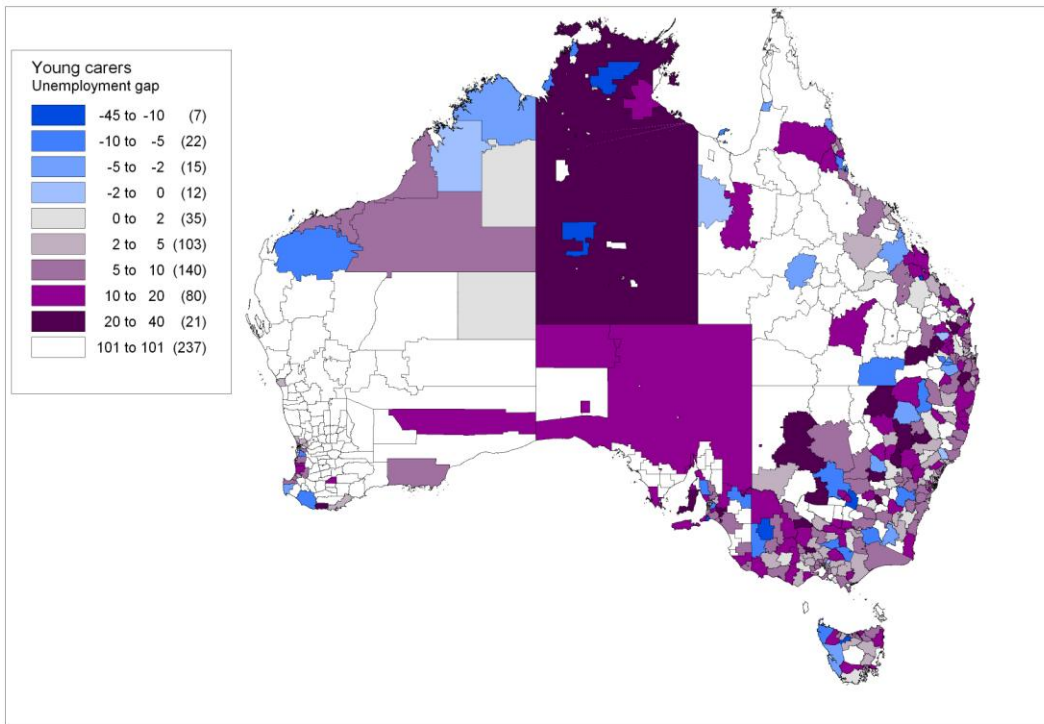 Young carers
Unemployment gap
-45 to -10 (7)
-10 to -5 (22)
-5 to -2 (15)
-2 to 0 (12)
0 to 2 (35)
2 to 5 (103)
5 to 10 (140)
10 to 20 (80)
20 to 40 (21)
101 to 101 (237)